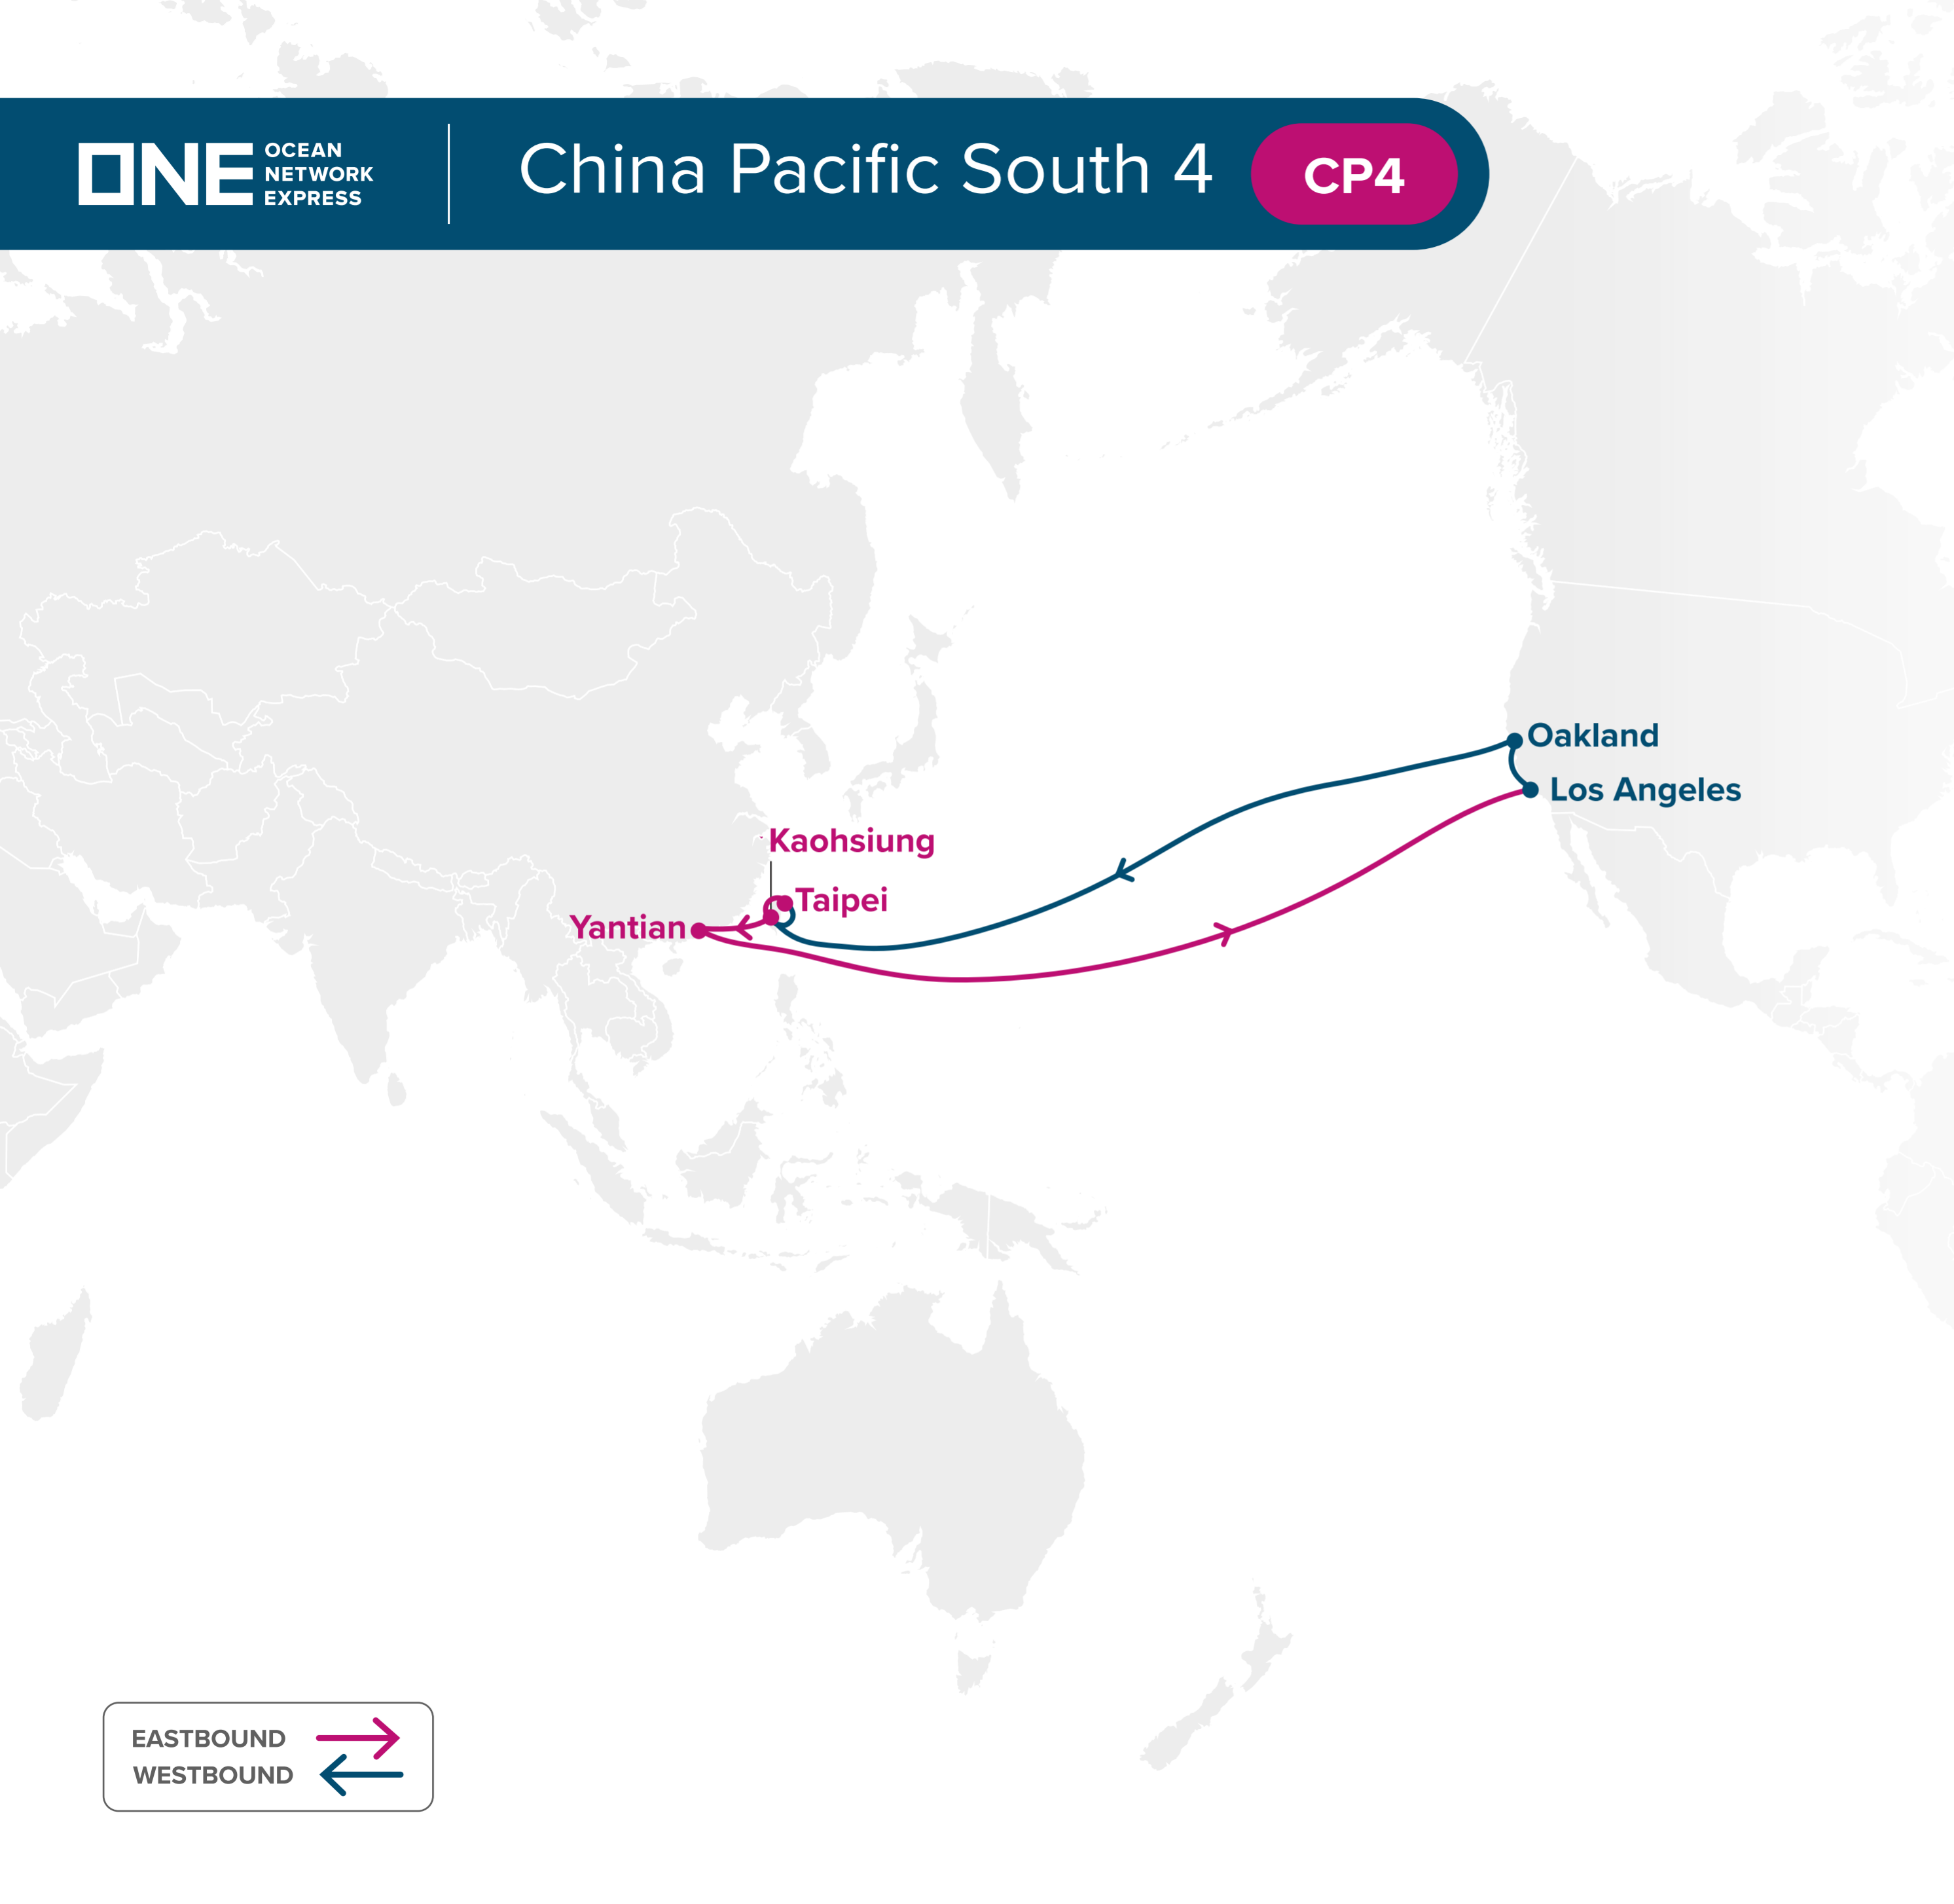 ONE
OCEAN
NETWORK
EXPRESS
China Pacific South 4
CP4
Oakland
Los Angeles
Kaohsiung
Taipei
Yantian
EASTBOUND
WESTBOUND